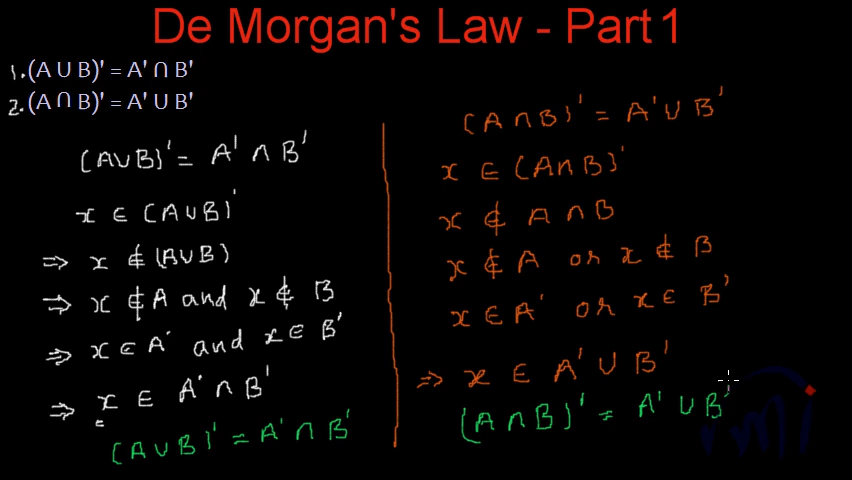 De Morgan's Law - Part 1
1. (A ∪ B)' = A' ∩ B'
2. (A ∩ B)' = A' ∪ B'
(A∪B)' = A' ∩ B'
x ∈ (A∪B)'
⇒ x ∉ (A∪B)
⇒ x ∉ A and x ∉ B
⇒ x ∈ A' and x ∈ B'
⇒ x ∈ A' ∩ B'
(A∪B)' = A' ∩ B'
(A∩B)' = A' ∪ B'
x ∈ (A∩B)'
x ∉ A∩B
x ∉ A or x ∉ B
x ∈ A' or x ∈ B'
⇒ x ∈ A' ∪ B'
(A∩B)' = A' ∪ B'